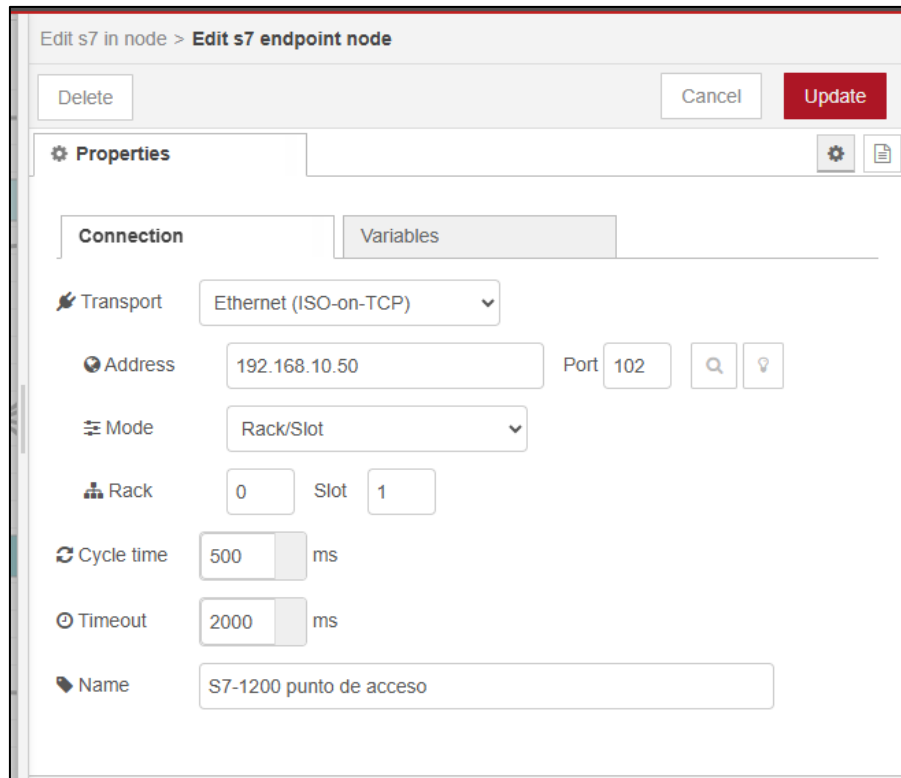 Edit s7 in node > Edit s7 endpoint node
Delete Cancel Update
Properties
Connection Variables
Transport Ethernet (ISO-on-TCP)
Address 192.168.10.50 Port 102
Mode Rack/Slot
Rack 0 Slot 1
Cycle time 500 ms
Timeout 2000 ms
Name S7-1200 punto de acceso